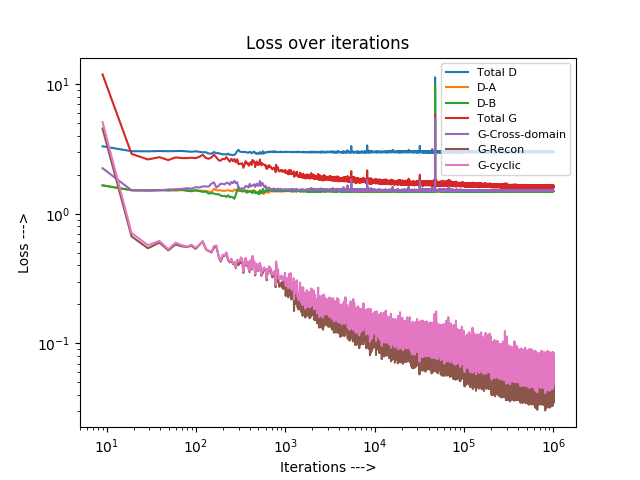 Loss over iterations
Total D
D-A
D-B
Total G
G-Cross-domain
G-Recon
G-cyclic
10¹
10⁰
10⁻¹
Loss --->
10¹ 10² 10³ 10⁴ 10⁵ 10⁶
Iterations --->